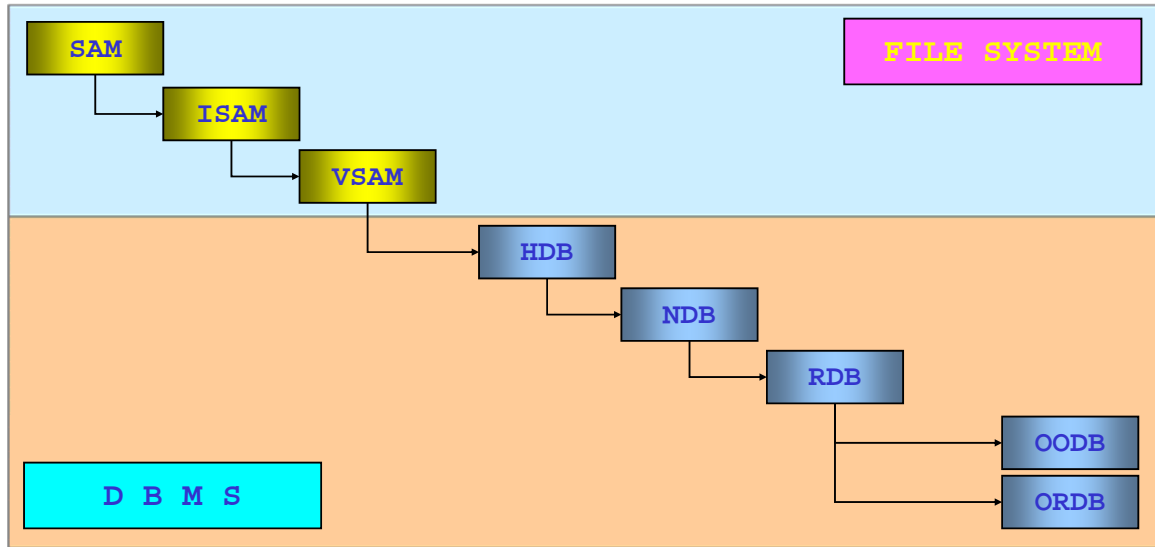 SAM
FILE SYSTEM
ISAM
VSAM
HDB
NDB
RDB
OODB
D B M S
ORDB